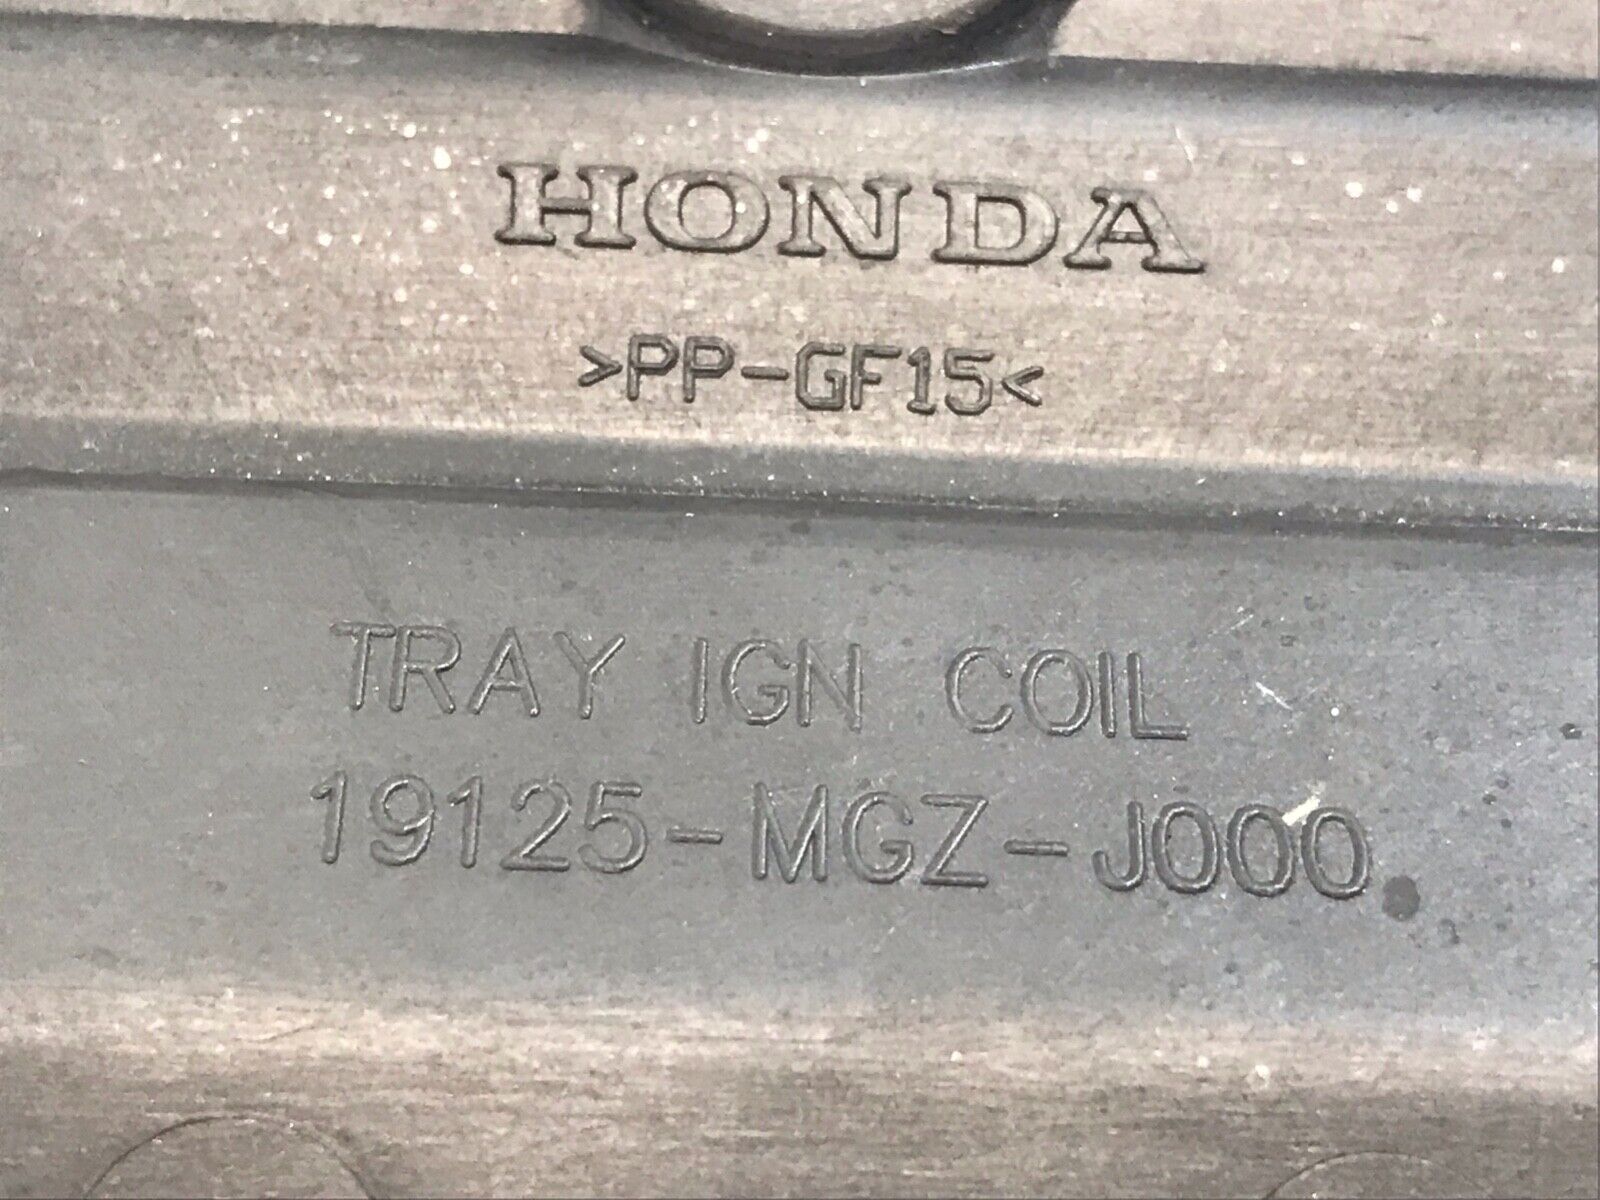 HONDA
>PP-GF15<
TRAY IGN COIL
19125-MGZ-J000